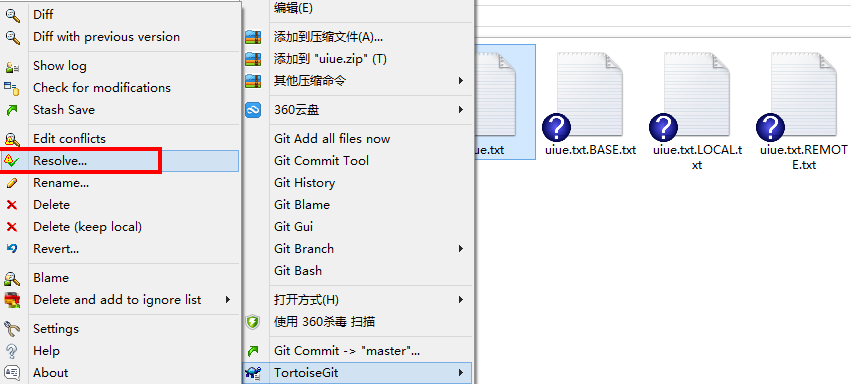 Diff
Diff with previous version
Show log
Check for modifications
Stash Save
Edit conflicts
Resolve...
Rename...
Delete
Delete (keep local)
Revert...
Blame
Delete and add to ignore list
Settings
Help
About
编辑(E)
添加到压缩文件(A)...
添加到 "uiue.zip" (T)
其他压缩命令
360云盘
Git Add all files now
Git Commit Tool
Git History
Git Blame
Git Gui
Git Branch
Git Bash
打开方式(H)
使用 360杀毒 扫描
Git Commit -> "master"...
TortoiseGit
ue.txt
uiue.txt.BASE.txt
uiue.txt.LOCAL.t
xt
uiue.txt.REMOT
E.txt